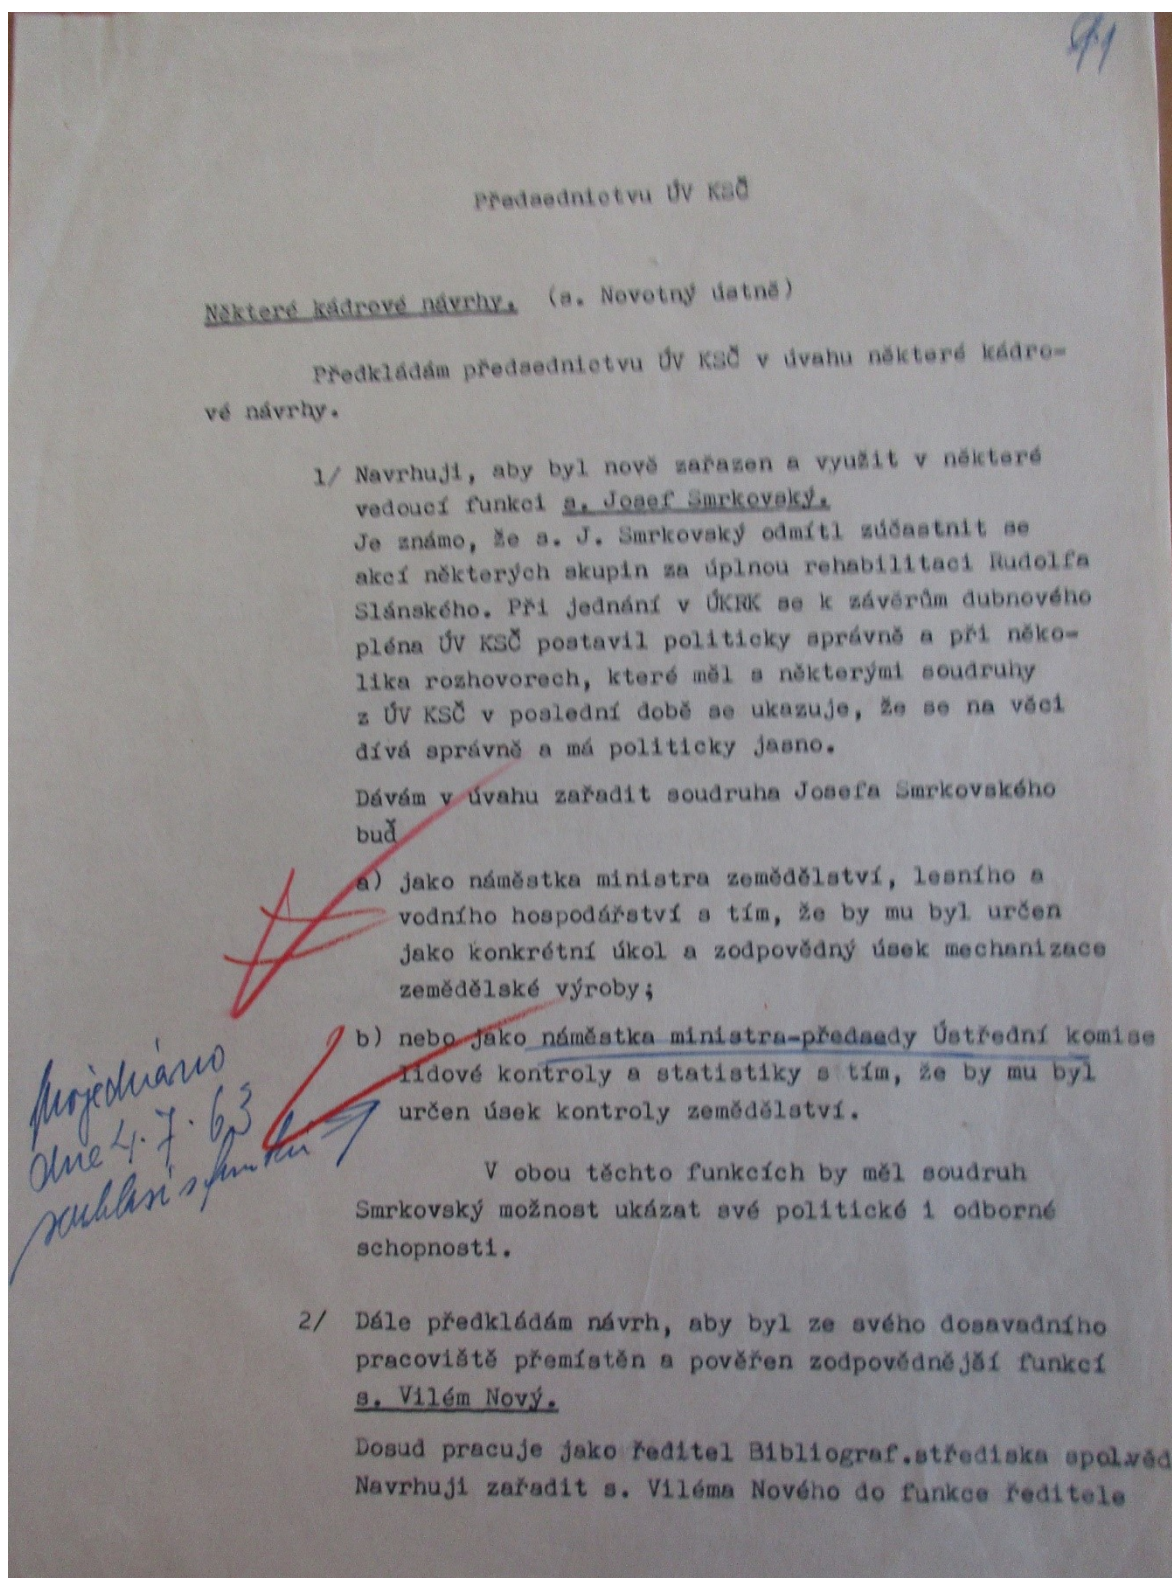 91
Předsednictvu ÚV KSČ
Některé kádrové návrhy. (s. Novotný ústně)
Předkládám předsednictvu ÚV KSČ v úvahu některé kádro-
vé návrhy.
1/ Navrhuji, aby byl nově zařazen a využit v některé
vedoucí funkci s. Josef Smrkovský.
Je známo, že s. J. Smrkovský odmítl zúčastnit se
akcí některých skupin za úplnou rehabilitaci Rudolfa
Slánského. Při jednání v ÚKRK se k závěrům dubnového
pléna ÚV KSČ postavil politicky správně a při něko-
lika rozhovorech, které měl s některými soudruhy
z ÚV KSČ v poslední době se ukazuje, že se na věci
dívá správně a má politicky jasno.
Dávám v úvahu zařadit soudruha Josefa Smrkovského
buď
a) jako náměstka ministra zemědělství, lesního a
vodního hospodářství s tím, že by mu byl určen
jako konkrétní úkol a zodpovědný úsek mechanizace
zemědělské výroby;
b) nebo jako náměstka ministra-předsedy Ústřední komise
lidové kontroly a statistiky s tím, že by mu byl
určen úsek kontroly zemědělství.
Projednáno
dne 4. 7. 63
souhlasí s funkcí
V obou těchto funkcích by měl soudruh
Smrkovský možnost ukázat své politické i odborné
schopnosti.
2/ Dále předkládám návrh, aby byl ze svého dosavadního
pracoviště přemístěn a pověřen zodpovědnější funkcí
s. Vilém Nový.
Dosud pracuje jako ředitel Bibliograf.střediska spol.věd
Navrhuji zařadit s. Viléma Nového do funkce ředitele